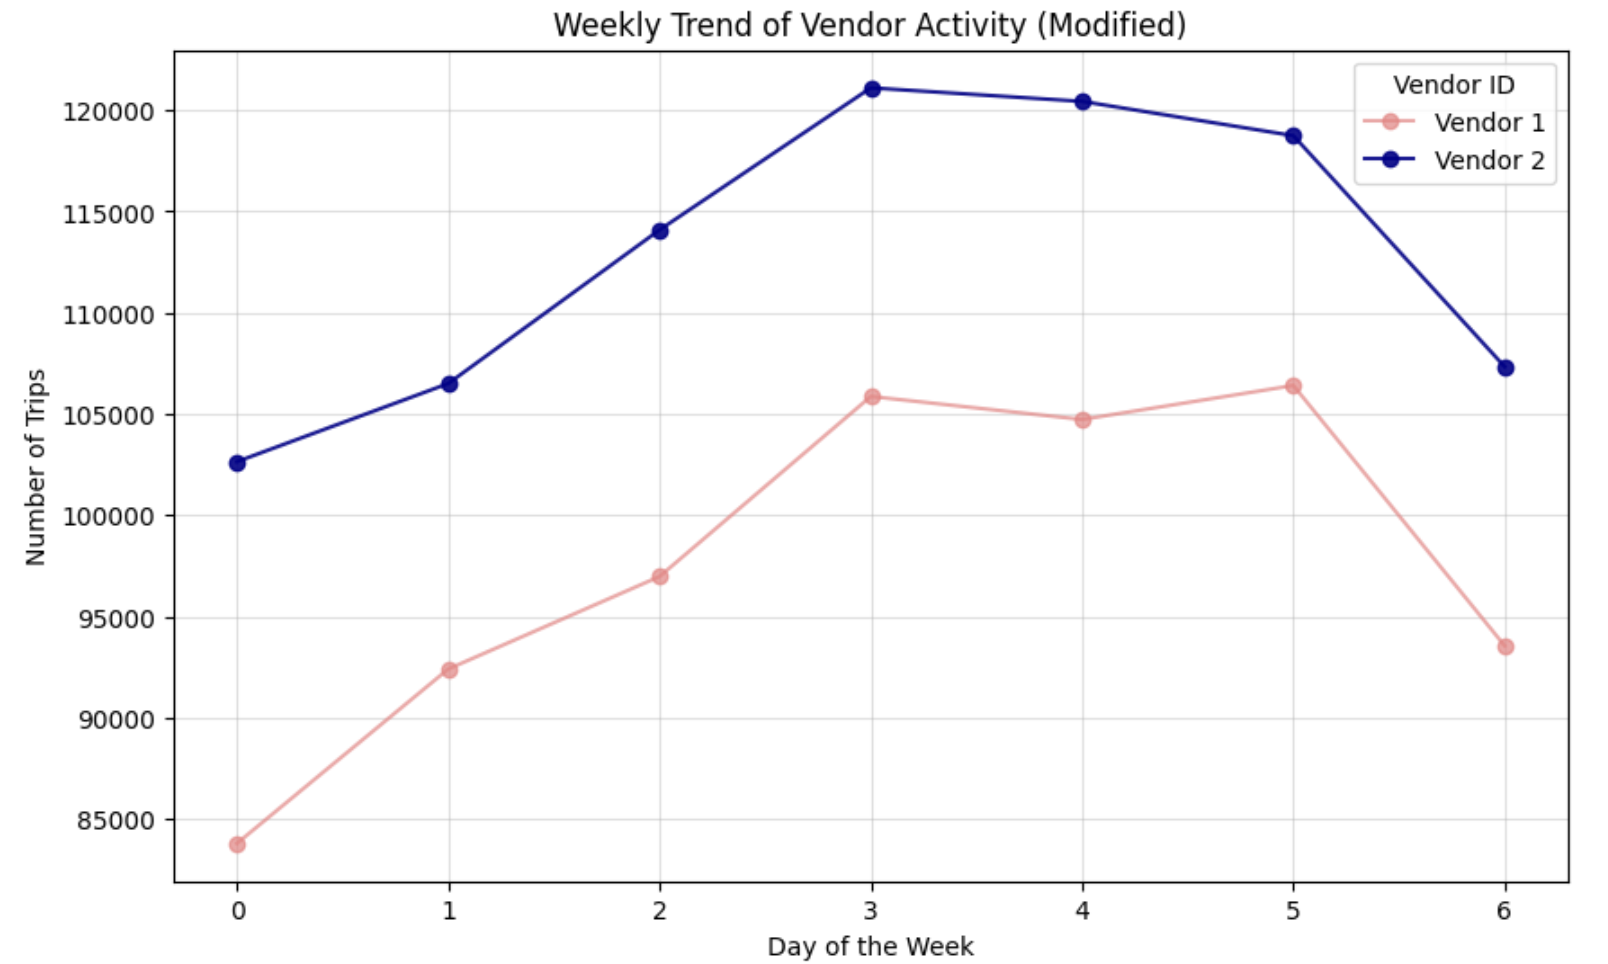 Weekly Trend of Vendor Activity (Modified)
Vendor ID
Vendor 1
Vendor 2
120000
115000
110000
105000
100000
95000
90000
85000
Number of Trips
0 1 2 3 4 5 6
Day of the Week